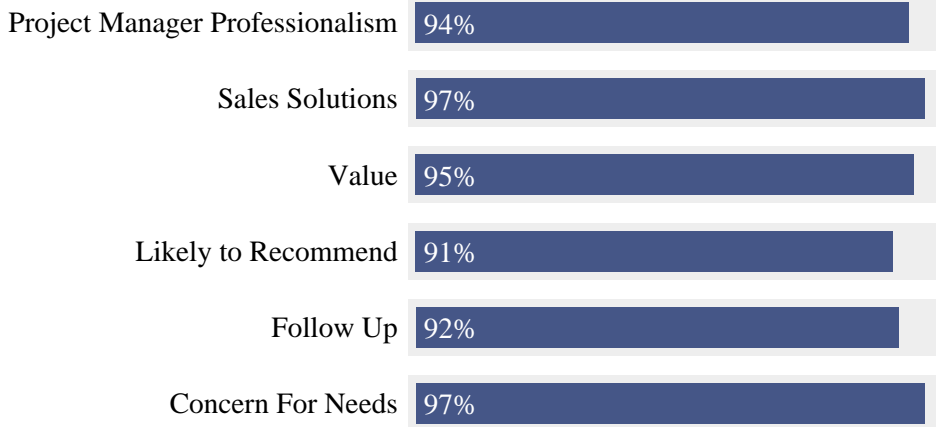 Project Manager Professionalism 94%
Sales Solutions 97%
Value 95%
Likely to Recommend 91%
Follow Up 92%
Concern For Needs 97%